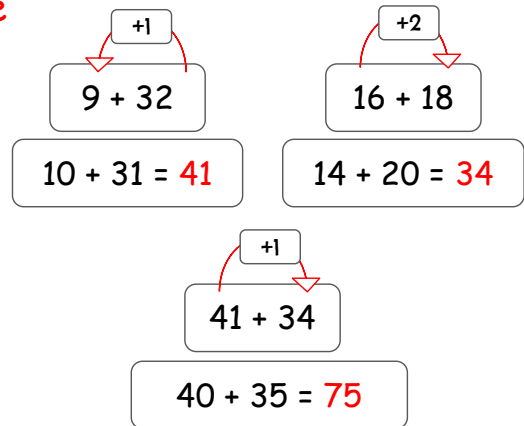 +1
9 + 32
10 + 31 = 41
+2
16 + 18
14 + 20 = 34
+1
41 + 34
40 + 35 = 75